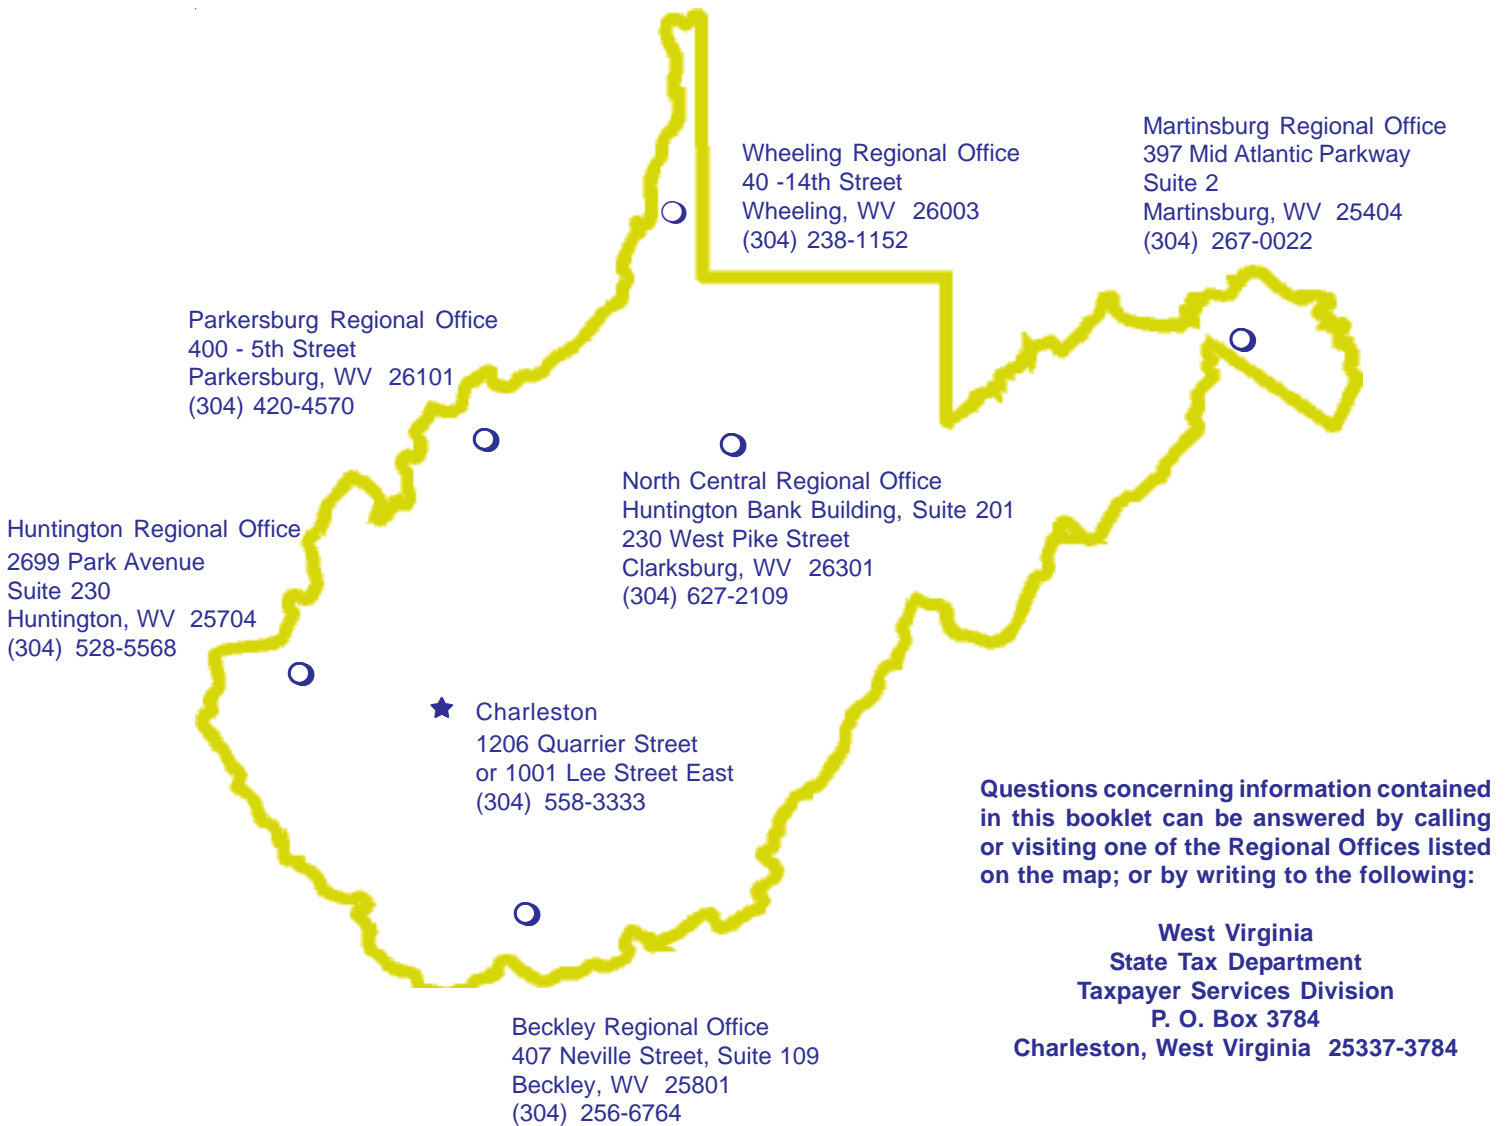 Martinsburg Regional Office
397 Mid Atlantic Parkway
Suite 2
Martinsburg, WV 25404
(304) 267-0022
Wheeling Regional Office
40 -14th Street
Wheeling, WV 26003
(304) 238-1152
Parkersburg Regional Office
400 - 5th Street
Parkersburg, WV 26101
(304) 420-4570
North Central Regional Office
Huntington Bank Building, Suite 201
230 West Pike Street
Clarksburg, WV 26301
(304) 627-2109
Huntington Regional Office
2699 Park Avenue
Suite 230
Huntington, WV 25704
(304) 528-5568
Charleston
1206 Quarrier Street
or 1001 Lee Street East
(304) 558-3333
Questions concerning information contained
in this booklet can be answered by calling
or visiting one of the Regional Offices listed
on the map; or by writing to the following:
West Virginia
State Tax Department
Taxpayer Services Division
P. O. Box 3784
Charleston, West Virginia 25337-3784
Beckley Regional Office
407 Neville Street, Suite 109
Beckley, WV 25801
(304) 256-6764